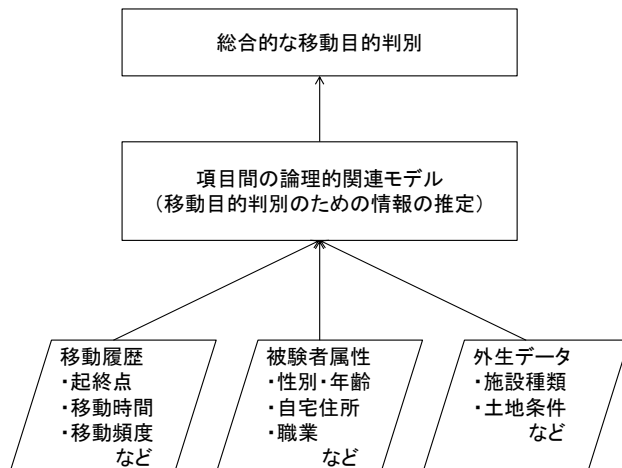 総合的な移動目的判別
項目間の論理的関連モデル
（移動目的判別のための情報の推定）
移動履歴
・起終点
・移動時間
・移動頻度
など
被験者属性
・性別・年齢
・自宅住所
・職業
など
外生データ
・施設種類
・土地条件
など